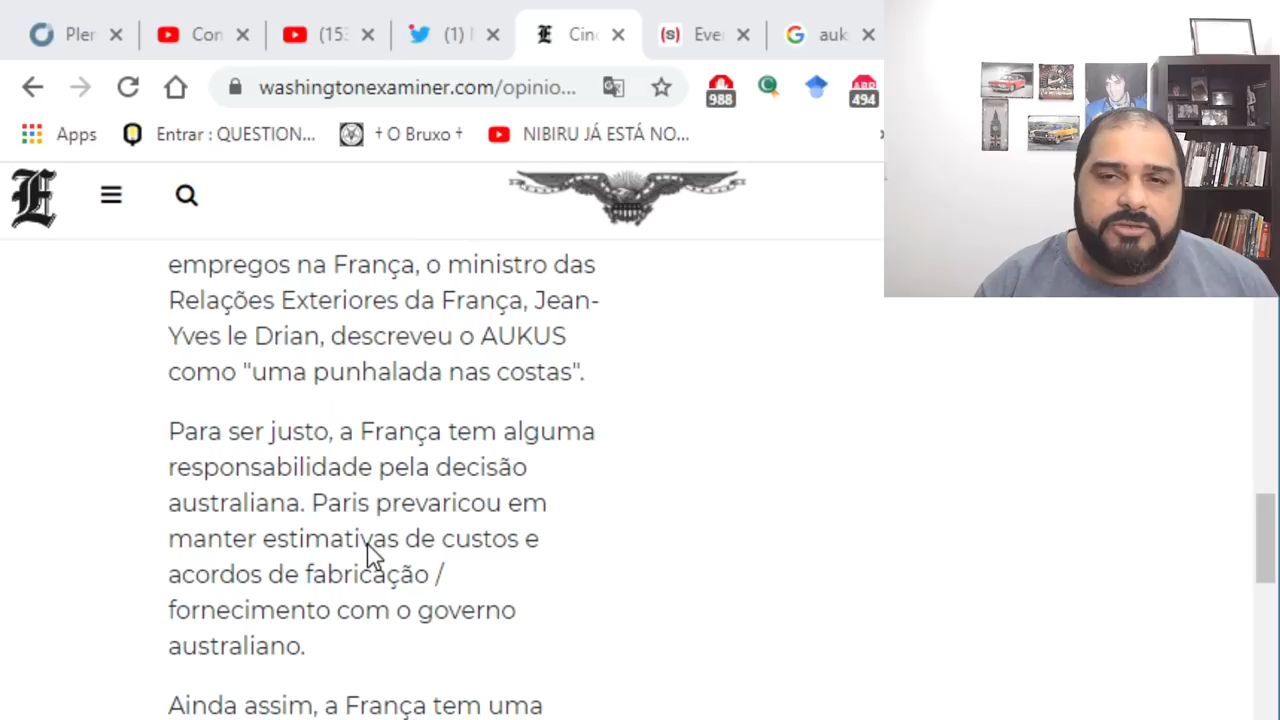 Pler
Con
(153
(1) I
Cinc
Eve
auk
washingtonexaminer.com/opinio...
988
ABP
494
Apps
Entrar : QUESTION...
† O Bruxo †
NIBIRU JÁ ESTÁ NO...
E
empregos na França, o ministro das
Relações Exteriores da França, Jean-
Yves le Drian, descreveu o AUKUS
como "uma punhalada nas costas".
Para ser justo, a França tem alguma
responsabilidade pela decisão
australiana. Paris prevaricou em
manter estimativas de custos e
acordos de fabricação /
fornecimento com o governo
australiano.
Ainda assim, a França tem uma